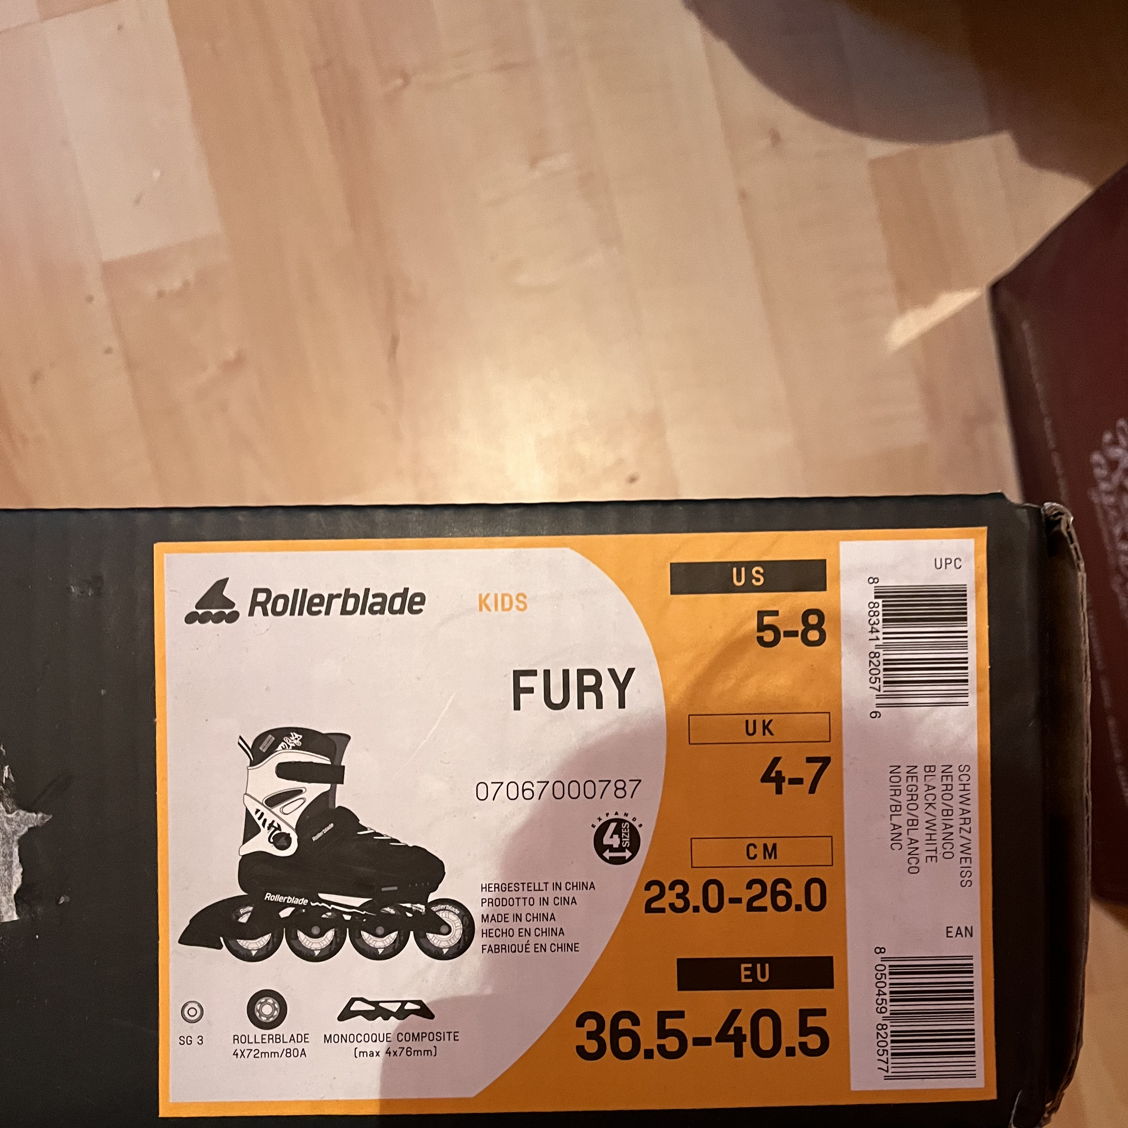 Rollerblade
KIDS
FURY
07067000787
EXPANDS
4 SIZES
Rollerblade
Rollerblade
HERGESTELLT IN CHINA
PRODOTTO IN CINA
MADE IN CHINA
HECHO EN CHINA
FABRIQUÉ EN CHINE
SG 3
ROLLERBLADE
4X72mm/80A
MONOCOQUE COMPOSITE
(max 4x76mm)
US
5-8
UK
4-7
CM
23.0-26.0
EU
36.5-40.5
UPC
8 88341 82057 6
SCHWARZ/WEISS
NERO/BIANCO
BLACK/WHITE
NEGRO/BLANCO
NOIR/BLANC
EAN
8 050459 820577